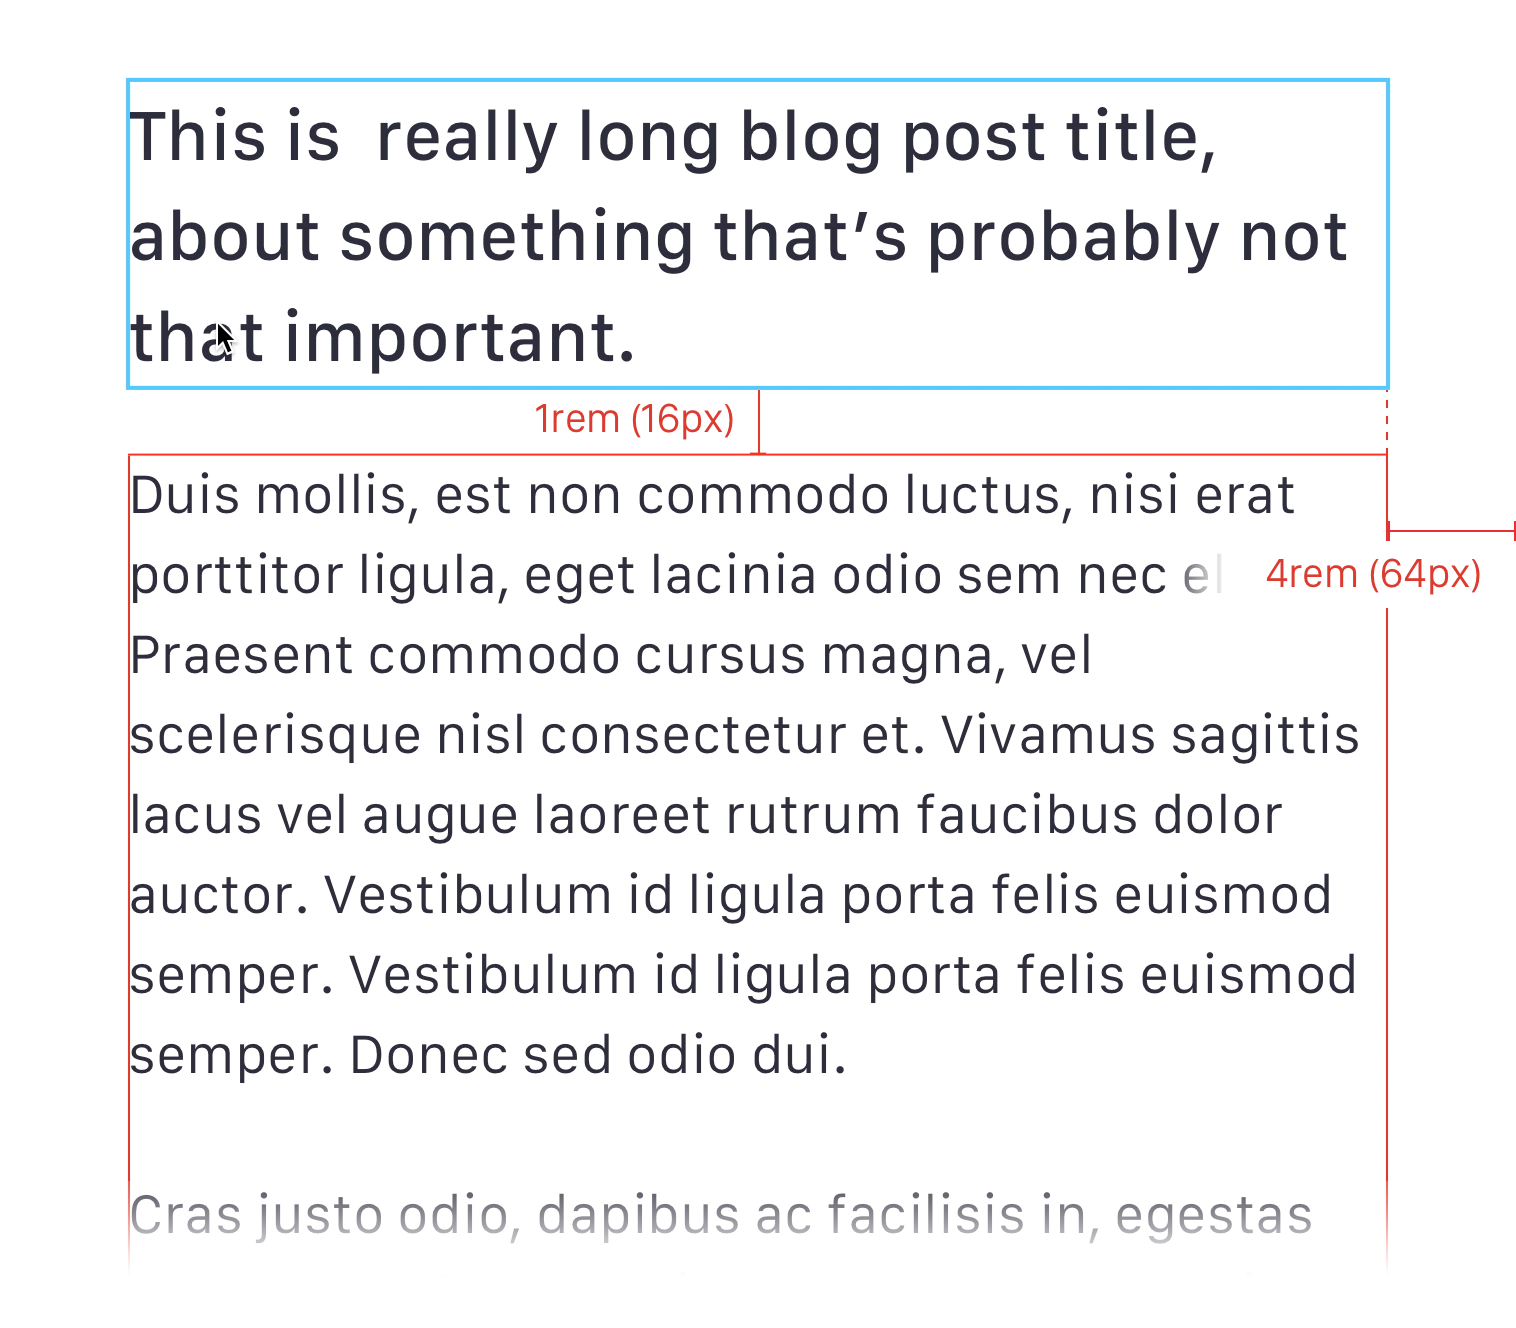 This is  really long blog post title,
about something that’s probably not
that important.
1rem (16px)
Duis mollis, est non commodo luctus, nisi erat
porttitor ligula, eget lacinia odio sem nec el
4rem (64px)
Praesent commodo cursus magna, vel
scelerisque nisl consectetur et. Vivamus sagittis
lacus vel augue laoreet rutrum faucibus dolor
auctor. Vestibulum id ligula porta felis euismod
semper. Vestibulum id ligula porta felis euismod
semper. Donec sed odio dui.
Cras justo odio, dapibus ac facilisis in, egestas